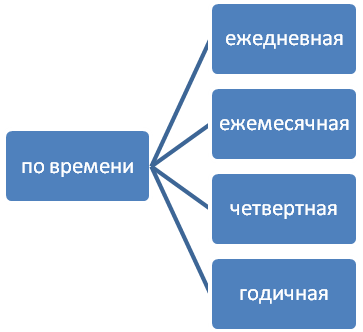 по времени
ежедневная
ежемесячная
четвертная
годичная